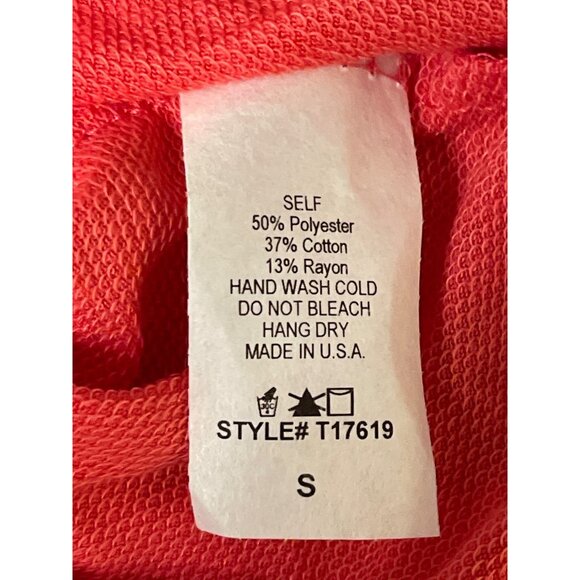 SELF
50% Polyester
37% Cotton
13% Rayon
HAND WASH COLD
DO NOT BLEACH
HANG DRY
MADE IN U.S.A.
STYLE# T17619
S